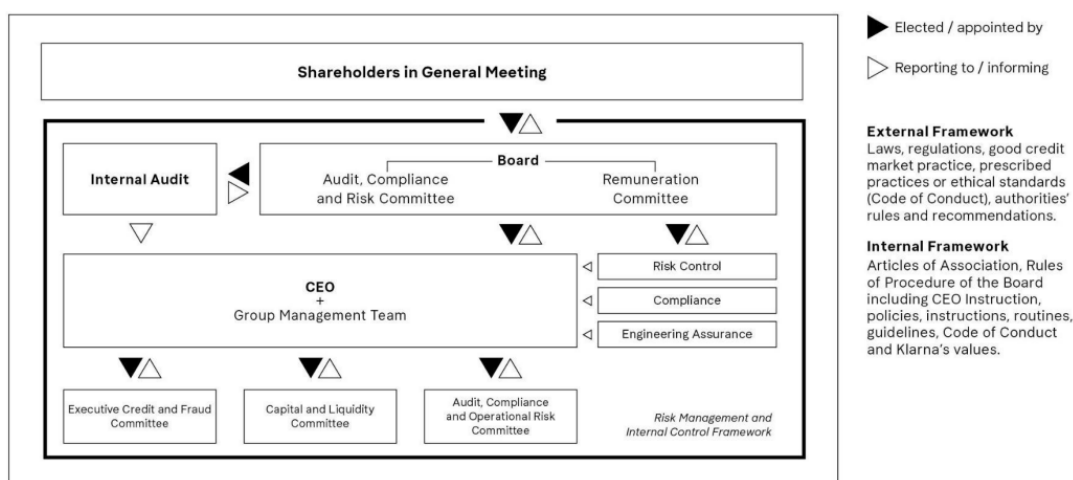 Shareholders in General Meeting
Internal Audit
Board
Audit, Compliance
and Risk Committee
Remuneration
Committee
CEO
+
Group Management Team
Risk Control
Compliance
Engineering Assurance
Executive Credit and Fraud
Committee
Capital and Liquidity
Committee
Audit, Compliance
and Operational Risk
Committee
Risk Management and
Internal Control Framework
Elected / appointed by
Reporting to / informing
External Framework
Laws, regulations, good credit
market practice, prescribed
practices or ethical standards
(Code of Conduct), authorities’
rules and recommendations.
Internal Framework
Articles of Association, Rules
of Procedure of the Board
including CEO Instruction,
policies, instructions, routines,
guidelines, Code of Conduct
and Klarna’s values.